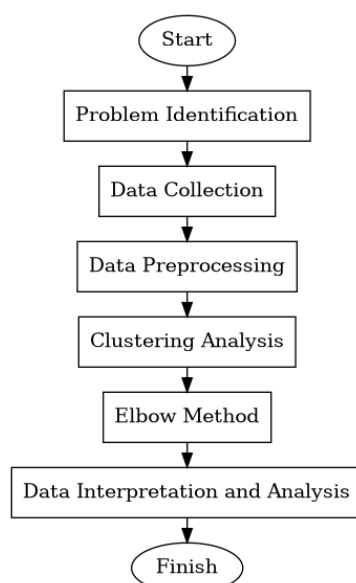 Start
Problem Identification
Data Collection
Data Preprocessing
Clustering Analysis
Elbow Method
Data Interpretation and Analysis
Finish